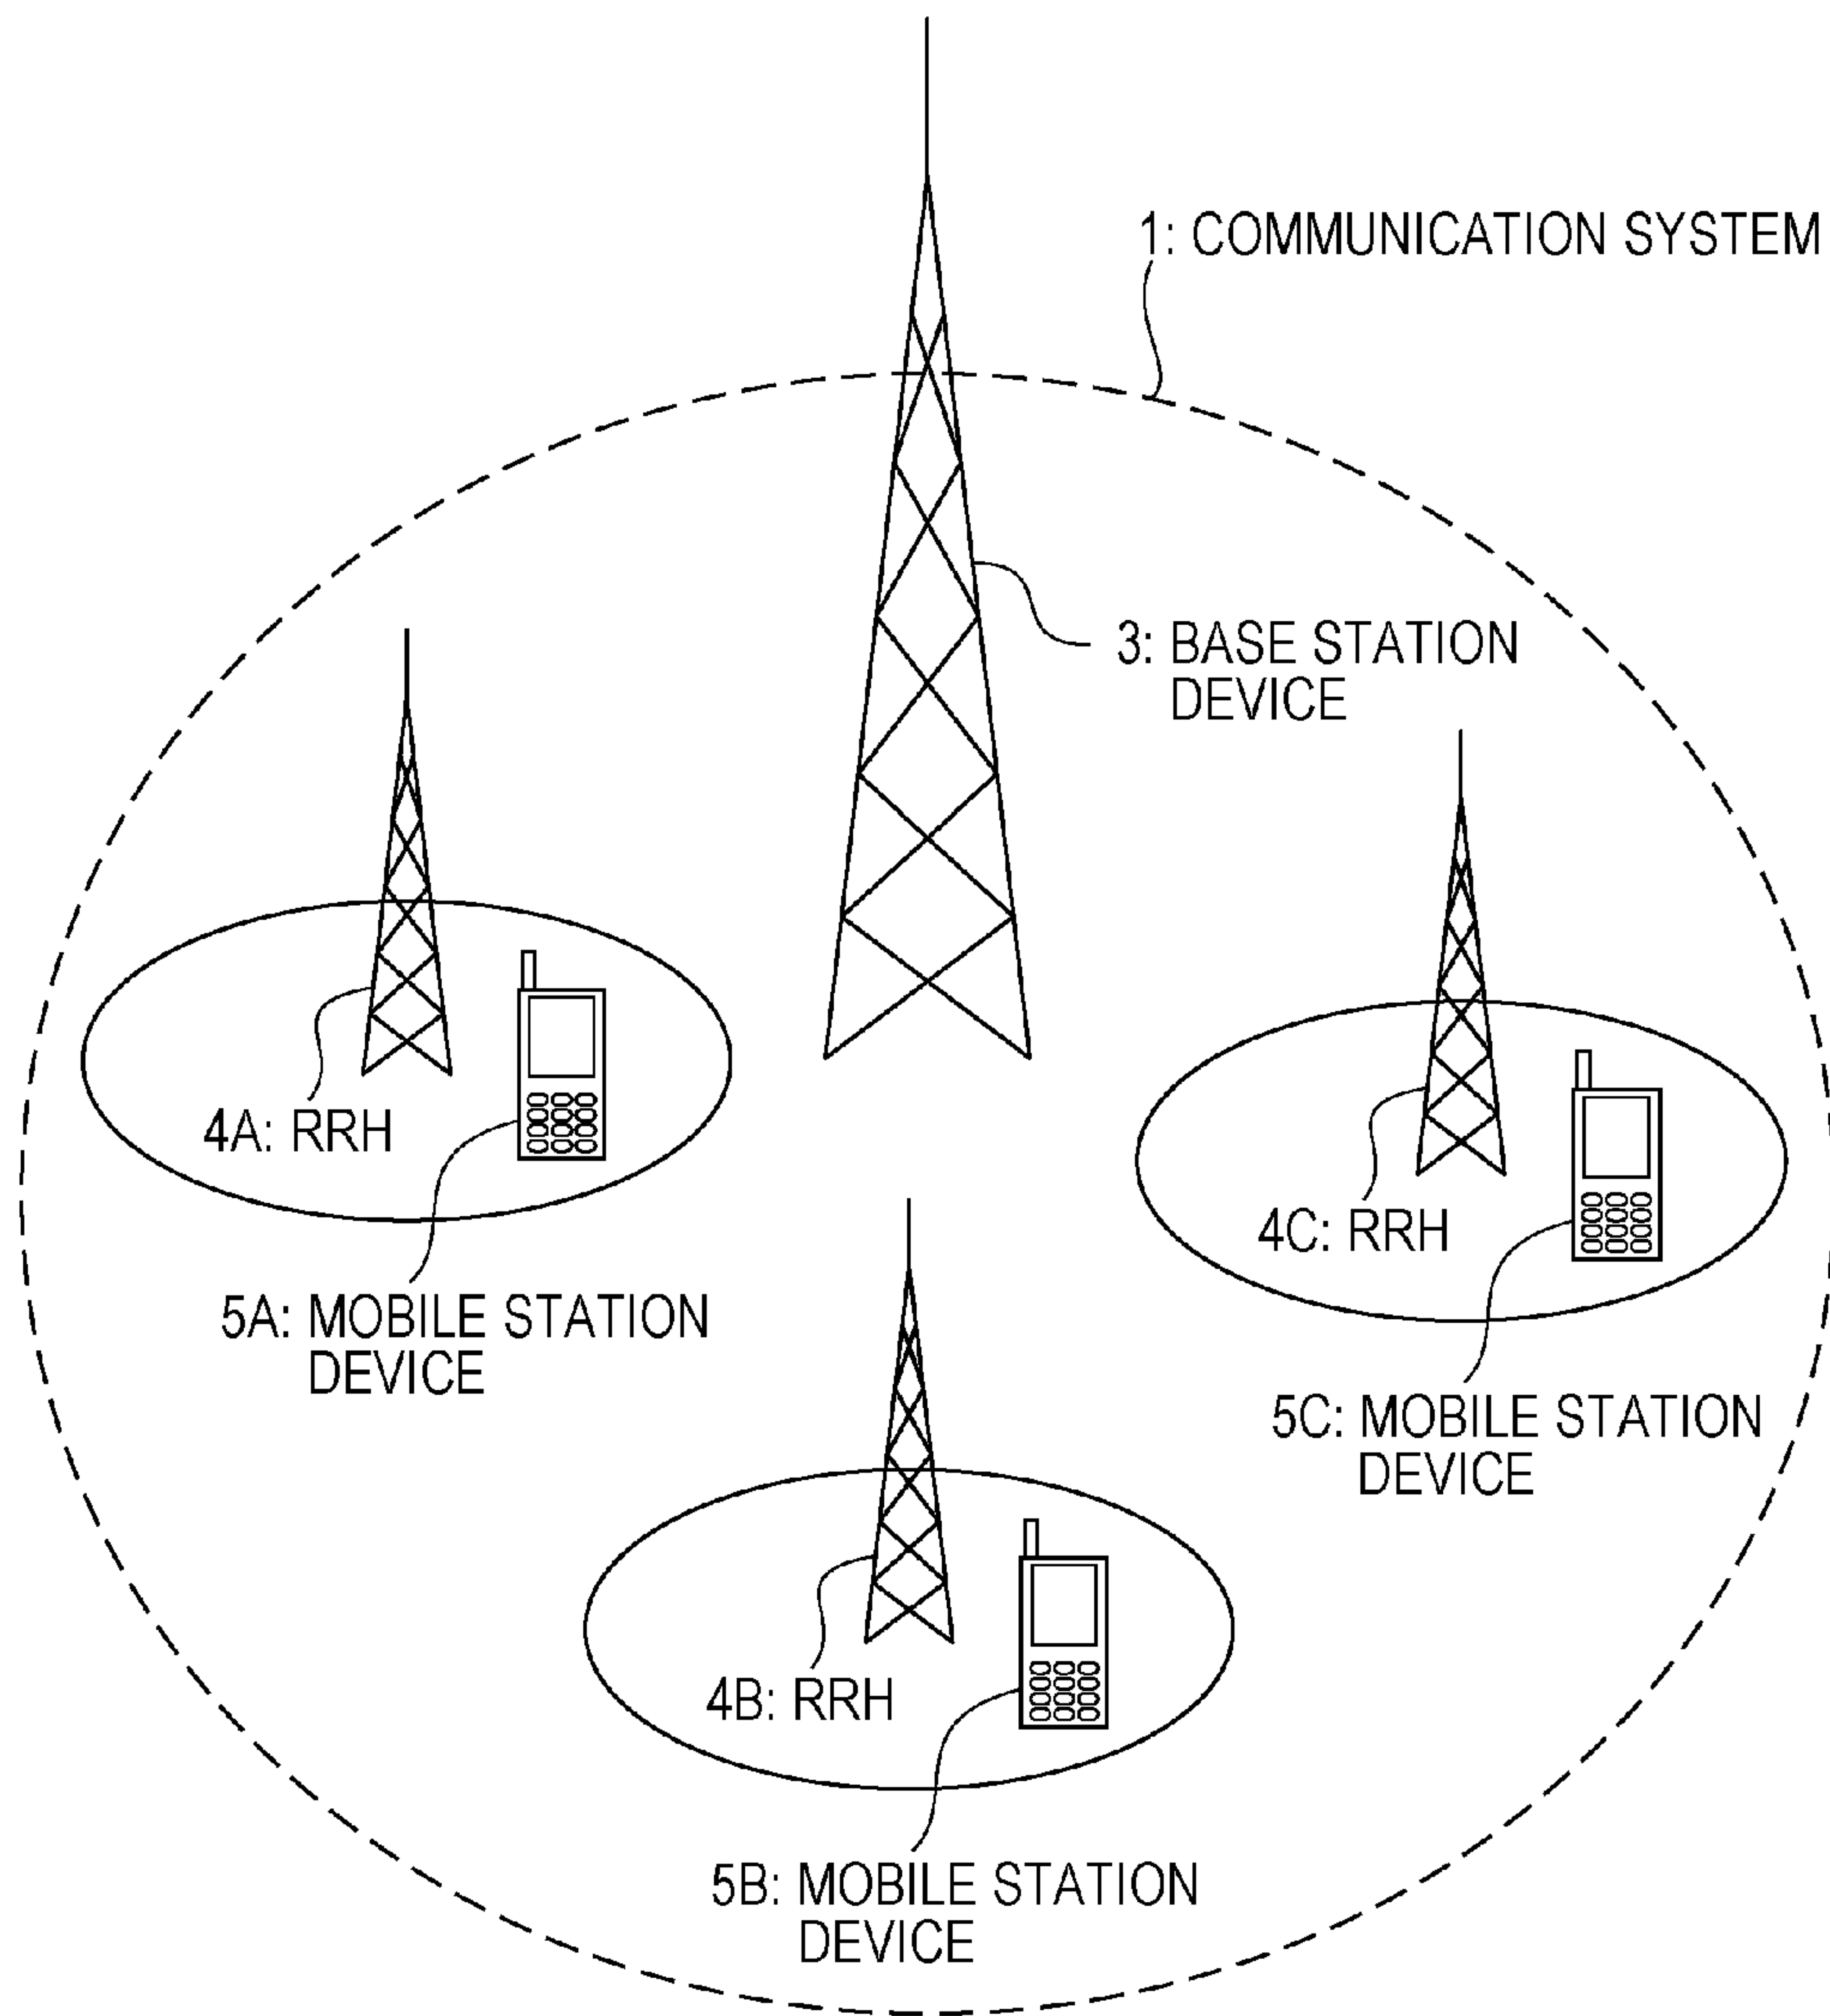 1: COMMUNICATION SYSTEM
3: BASE STATION
DEVICE
4A: RRH
4C: RRH
5A: MOBILE STATION
DEVICE
5C: MOBILE STATION
DEVICE
4B: RRH
5B: MOBILE STATION
DEVICE